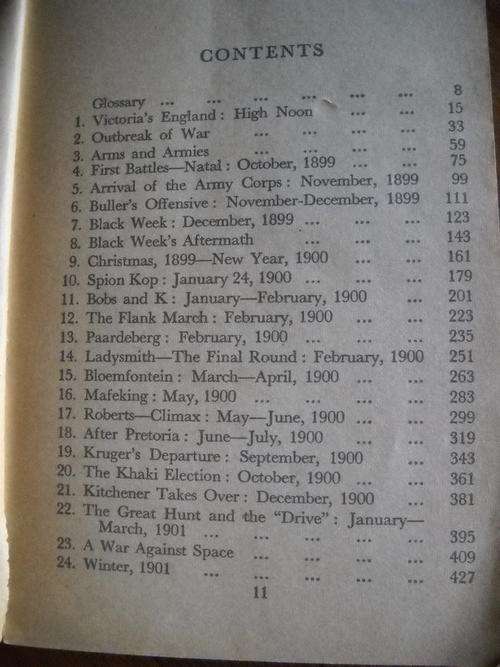 CONTENTS
Glossary ... ... ... ... ... ... 8
1. Victoria's England : High Noon ... ... 15
2. Outbreak of War ... ... ... ... 33
3. Arms and Armies ... ... ... ... 59
4. First Battles—Natal : October, 1899 ... ... 75
5. Arrival of the Army Corps : November, 1899 99
6. Buller's Offensive : November-December, 1899 111
7. Black Week : December, 1899 ... ... ... 123
8. Black Week's Aftermath ... ... ... 143
9. Christmas, 1899—New Year, 1900 ... ... 161
10. Spion Kop : January 24, 1900 ... ... ... 179
11. Bobs and K : January—February, 1900 ... 201
12. The Flank March : February, 1900 ... ... 223
13. Paardeberg : February, 1900 ... ... ... 235
14. Ladysmith—The Final Round : February, 1900 251
15. Bloemfontein : March—April, 1900 ... ... 263
16. Mafeking : May, 1900 ... ... ... ... 283
17. Roberts—Climax : May—June, 1900 ... ... 299
18. After Pretoria : June—July, 1900 ... ... 319
19. Kruger's Departure : September, 1900 ... 343
20. The Khaki Election : October, 1900 ... ... 361
21. Kitchener Takes Over : December, 1900 ... 381
22. The Great Hunt and the "Drive" : January—
March, 1901 ... ... ... ... ... 395
23. A War Against Space ... ... ... ... 409
24. Winter, 1901 ... ... ... ... ... 427
11